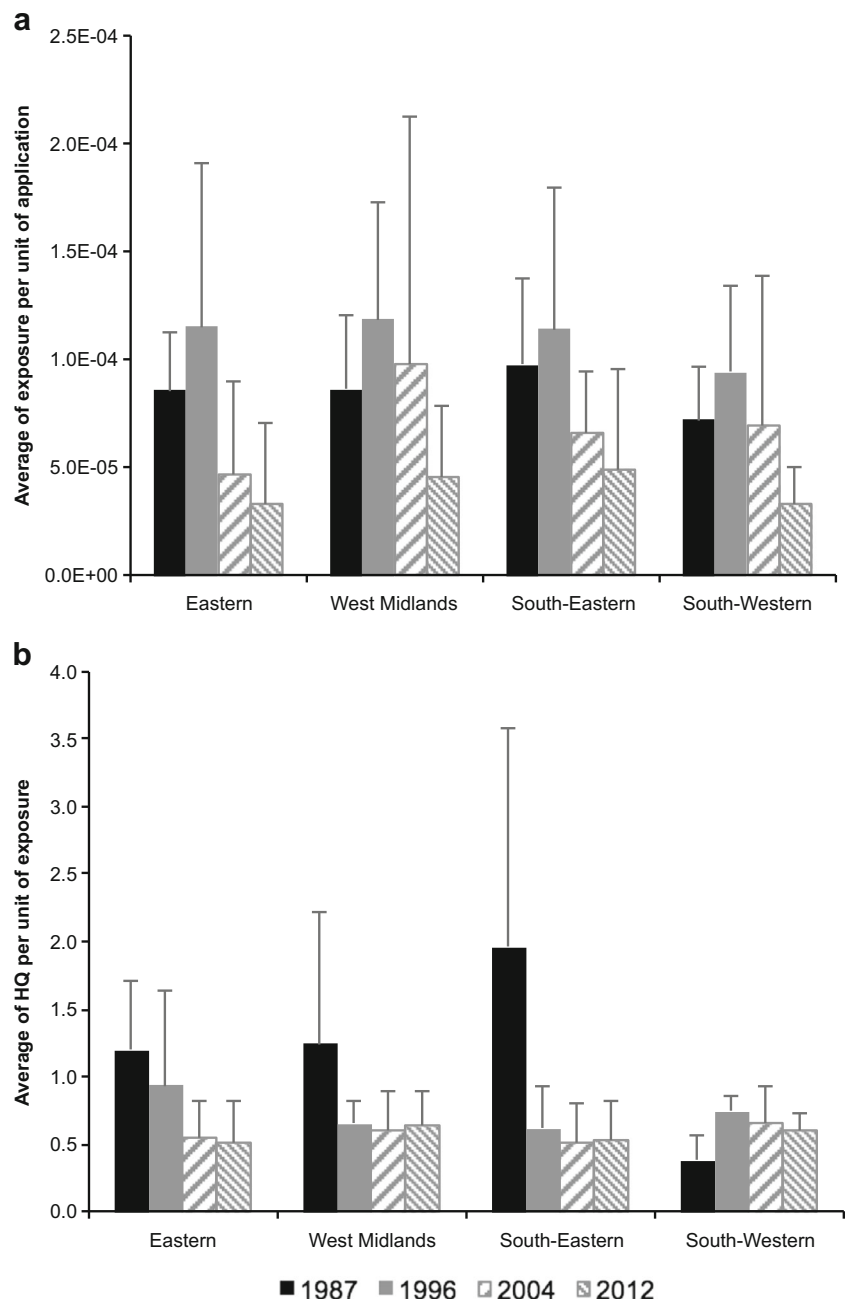 a
Average of exposure per unit of application
2.5E-04
2.0E-04
1.5E-04
1.0E-04
5.0E-05
0.0E+00
Eastern West Midlands South-Eastern South-Western
b
Average of HQ per unit of exposure
4.0
3.5
3.0
2.5
2.0
1.5
1.0
0.5
0.0
Eastern West Midlands South-Eastern South-Western
1987 1996 2004 2012